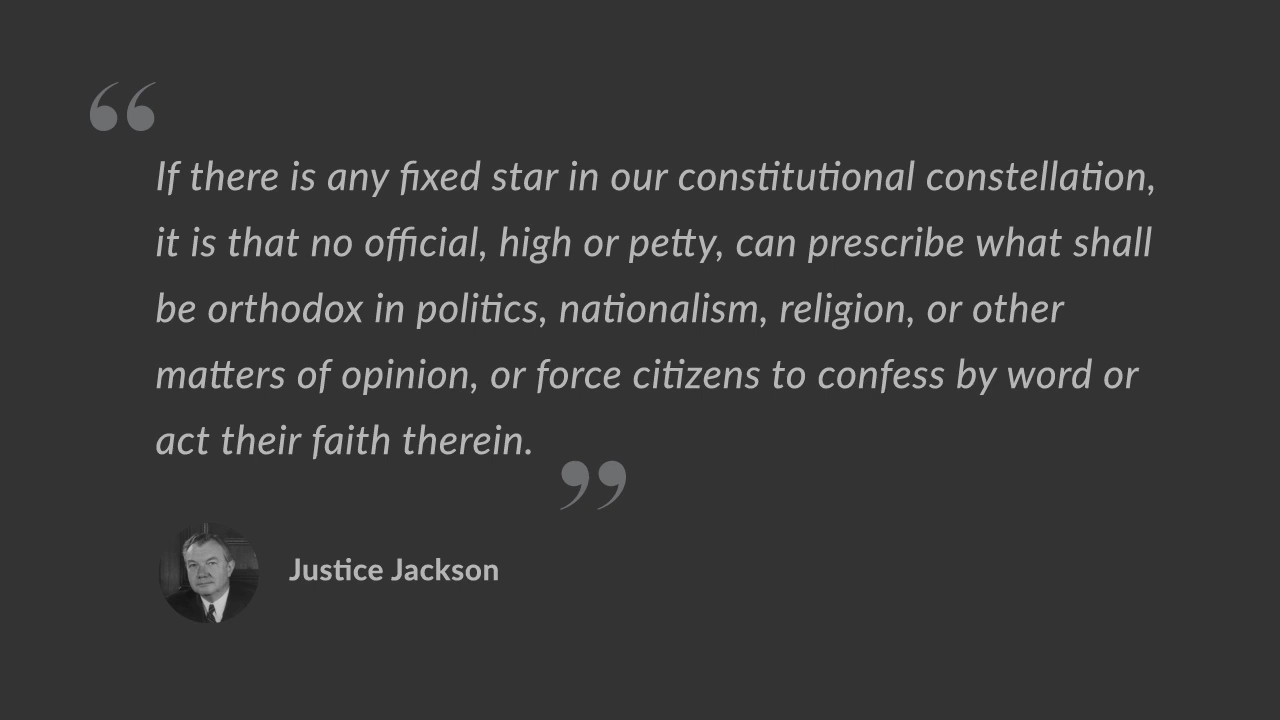 “
If there is any fixed star in our constitutional constellation,
it is that no official, high or petty, can prescribe what shall
be orthodox in politics, nationalism, religion, or other
matters of opinion, or force citizens to confess by word or
act their faith therein.
”
Justice Jackson